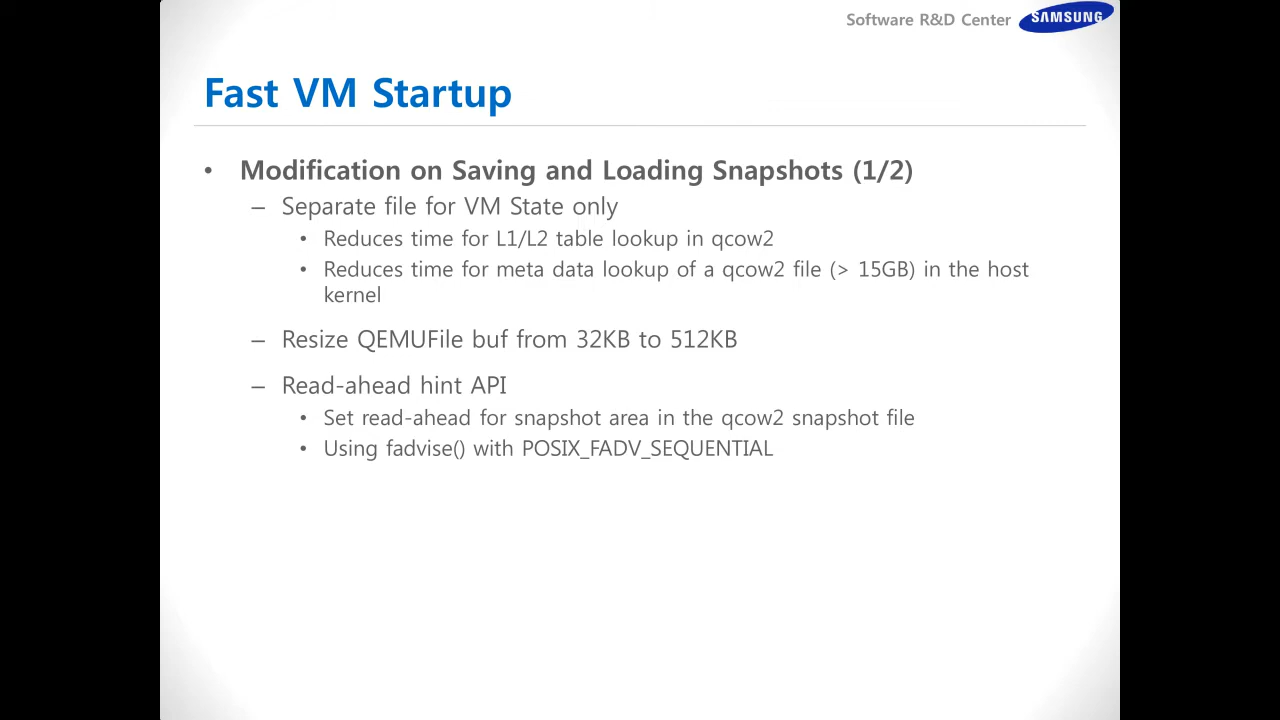 Software R&D Center SAMSUNG
Fast VM Startup
• Modification on Saving and Loading Snapshots (1/2)
– Separate file for VM State only
• Reduces time for L1/L2 table lookup in qcow2
• Reduces time for meta data lookup of a qcow2 file (> 15GB) in the host
kernel
– Resize QEMUFile buf from 32KB to 512KB
– Read-ahead hint API
• Set read-ahead for snapshot area in the qcow2 snapshot file
• Using fadvise() with POSIX_FADV_SEQUENTIAL